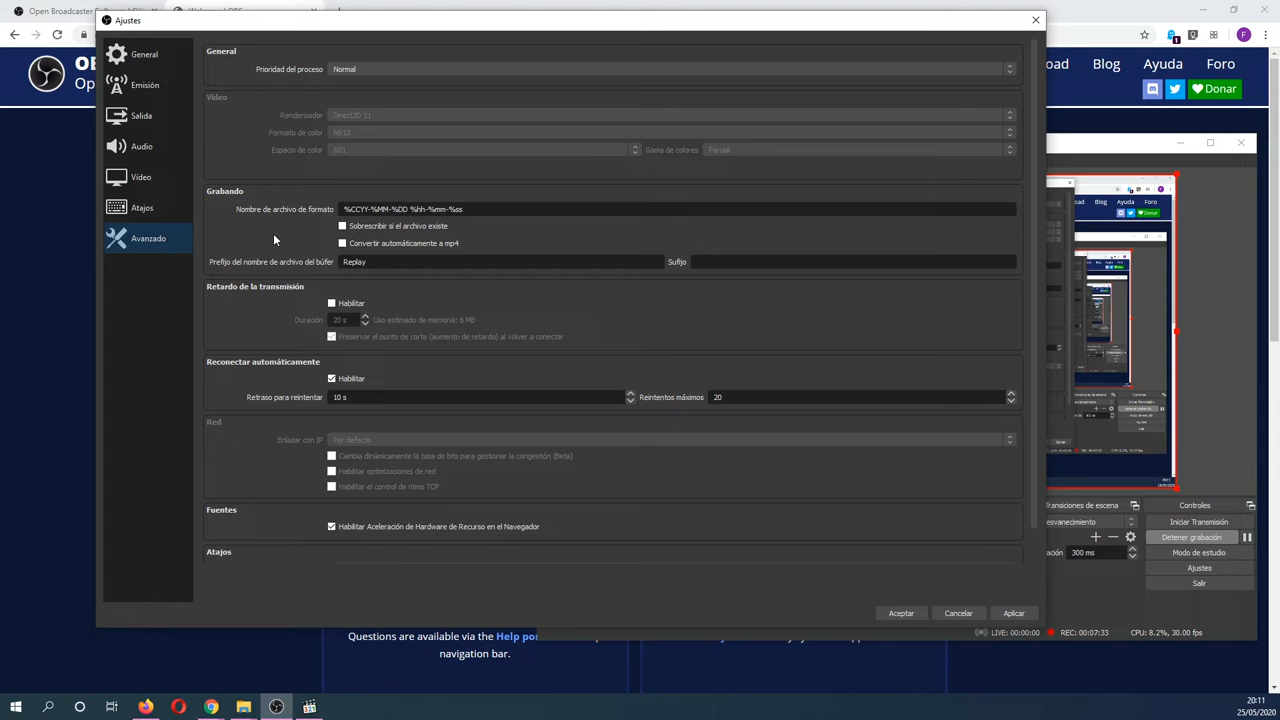 Open Broadcaster Software
Ajustes
OB
Op
oad Blog Ayuda Foro
Donar
General
Emisión
Salida
Audio
Vídeo
Atajos
Avanzado
General
Prioridad del proceso Normal
Vídeo
Renderizador Direct3D 11
Formato de color NV12
Espacio de color 601 Gama de colores Parcial
Grabando
Nombre de archivo de formato %CCYY-%MM-%DD %hh-%mm-%ss
Sobrescribir si el archivo existe
Convertir automáticamente a mp4
Prefijo del nombre de archivo del búfer Replay Sufijo
Retardo de la transmisión
Habilitar
Duración 20 s Uso estimado de memoria: 6 MB
Preservar el punto de corte (aumento de retardo) al volver a conectar
Reconectar automáticamente
Habilitar
Retraso para reintentar 10 s Reintentos máximos 20
Red
Enlazar con IP Por defecto
Cambia dinámicamente la tasa de bits para gestionar la congestión (Beta)
Habilitar optimizaciones de red
Habilitar el control de ritmo TCP
Fuentes
Habilitar Aceleración de Hardware de Recurso en el Navegador
Atajos
Aceptar Cancelar Aplicar
Transiciones de escena Controles
esvanecimiento Iniciar Transmisión
Detener grabación
ación 300 ms Modo de estudio
Ajustes
Salir
LIVE: 00:00:00 REC: 00:07:33 CPU: 8.2%, 30.00 fps
Questions are available via the Help por
navigation bar.
20:11
25/05/2020